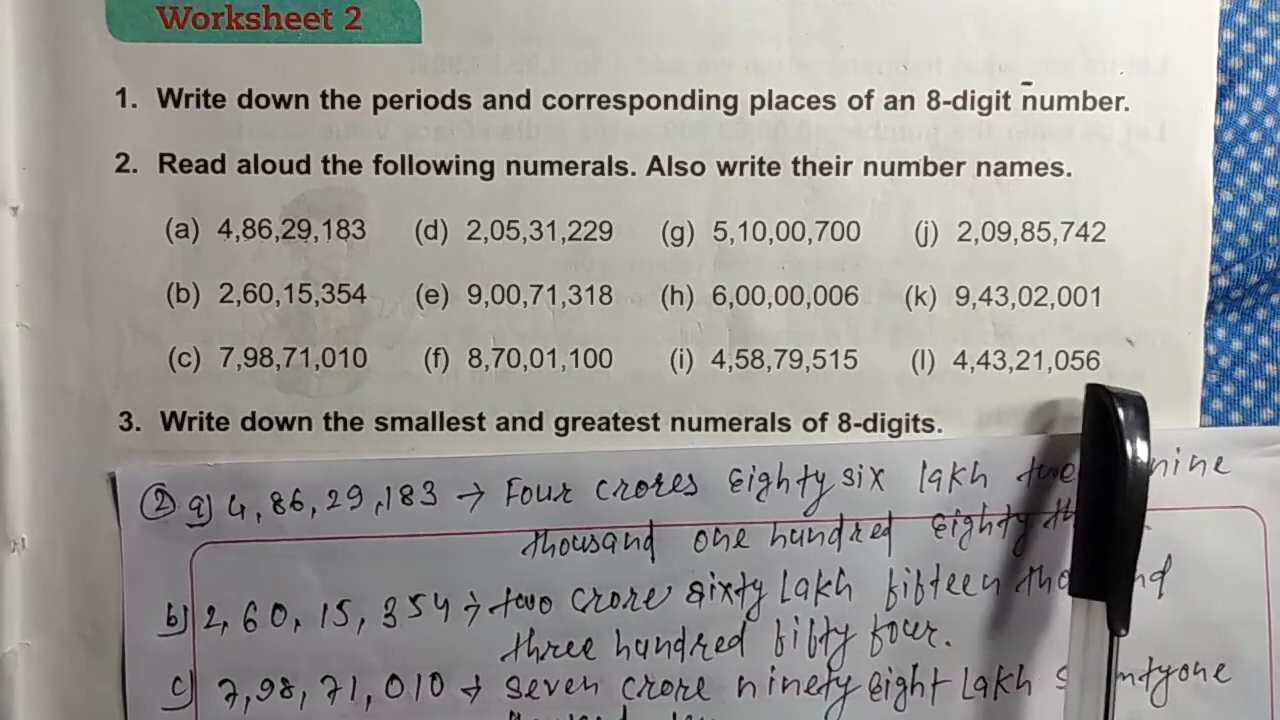 Worksheet 2
1. Write down the periods and corresponding places of an 8-digit number.
2. Read aloud the following numerals. Also write their number names.
(a) 4,86,29,183 (d) 2,05,31,229 (g) 5,10,00,700 (j) 2,09,85,742
(b) 2,60,15,354 (e) 9,00,71,318 (h) 6,00,00,006 (k) 9,43,02,001
(c) 7,98,71,010 (f) 8,70,01,100 (i) 4,58,79,515 (l) 4,43,21,056
3. Write down the smallest and greatest numerals of 8-digits.
② a) 4,86,29,183 → Four crores Eighty six lakh nine
thousand one hundred eighty
b) 2,60,15,354 → two crore sixty Lakh fifteen
three hundred fifty four.
c) 7,98,71,010 → seven crore ninety eight Lakh